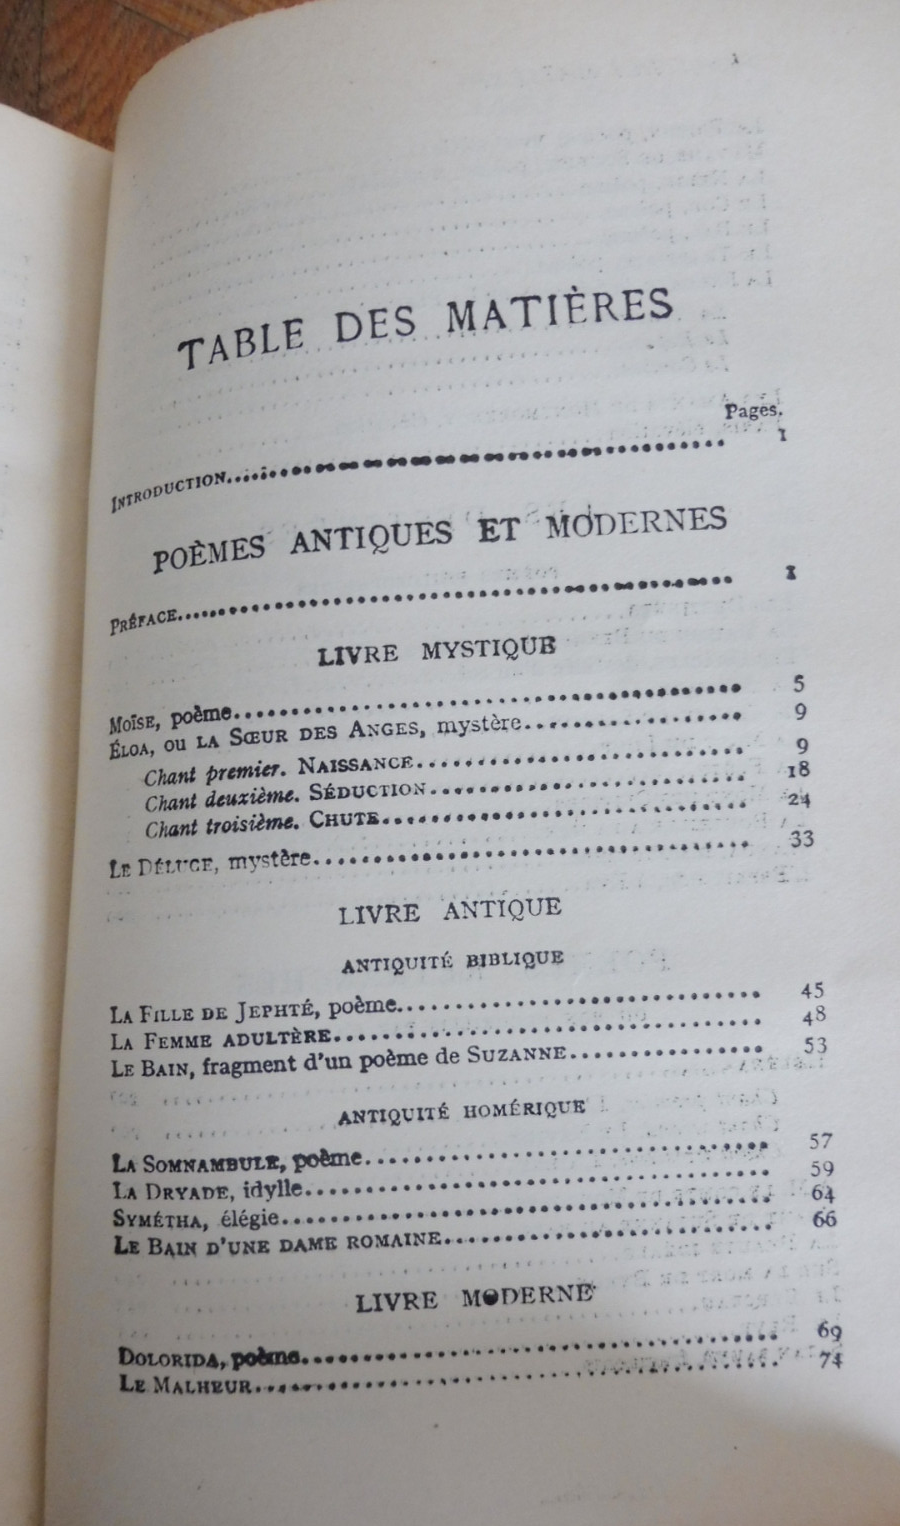 TABLE DES MATIÈRES
Pages.
INTRODUCTION 1
POÈMES ANTIQUES ET MODERNES
PRÉFACE 1
LIVRE MYSTIQUE
MOÏSE, poème 5
ÉLOA, ou LA SŒUR DES ANGES, mystère 9
Chant premier. NAISSANCE 9
Chant deuxième. SÉDUCTION 18
Chant troisième. CHUTE 24
LE DÉLUGE, mystère 33
LIVRE ANTIQUE
ANTIQUITÉ BIBLIQUE
LA FILLE DE JEPHTÉ, poème 45
LA FEMME ADULTÈRE 48
LE BAIN, fragment d'un poème de SUZANNE 53
ANTIQUITÉ HOMÉRIQUE
LA SOMNAMBULE, poème 57
LA DRYADE, idylle 59
SYMÉTHA, élégie 64
LE BAIN D'UNE DAME ROMAINE 66
LIVRE MODERNE
DOLORIDA, poème 69
LE MALHEUR 74